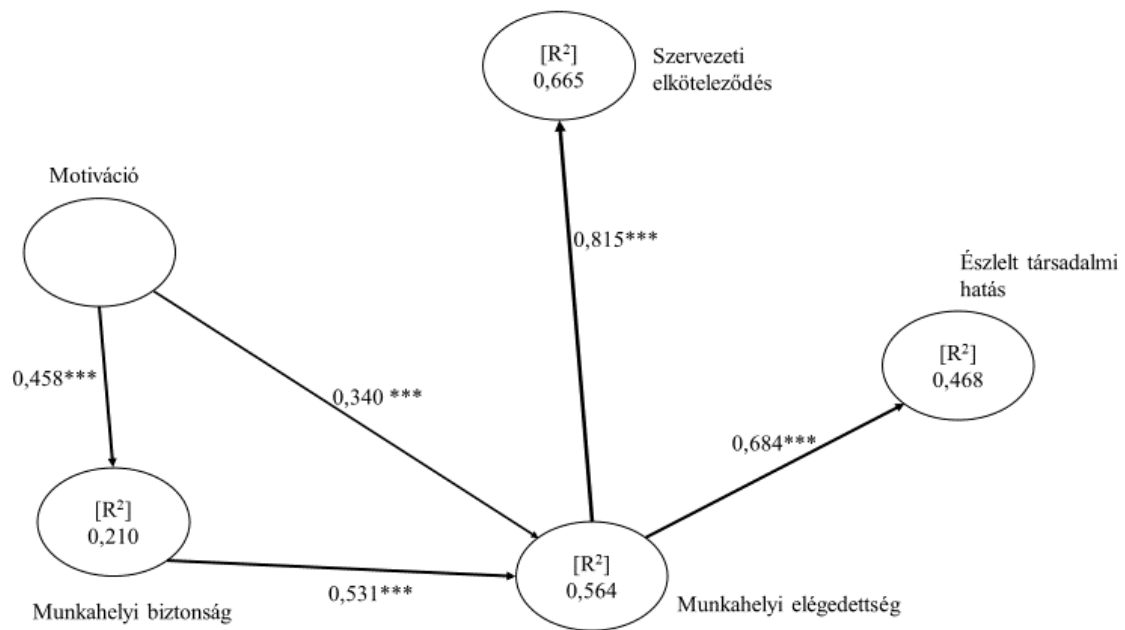 [R²]
0,665
Szervezeti
elköteleződés
Motiváció
0,815***
Észlelt társadalmi
hatás
[R²]
0,468
0,458***
0,340 ***
0,684***
[R²]
0,210
[R²]
0,564
0,531***
Munkahelyi biztonság
Munkahelyi elégedettség